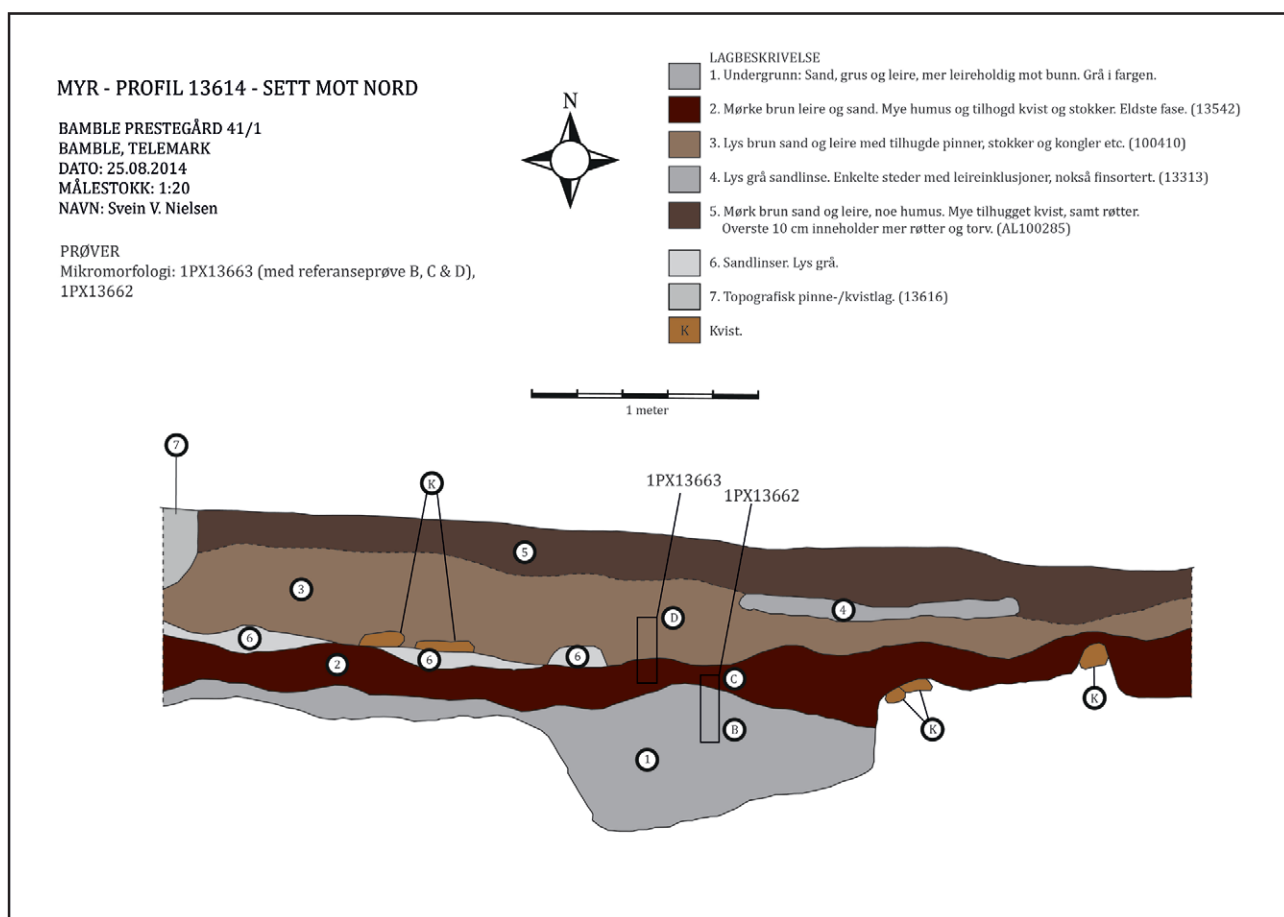 MYR - PROFIL 13614 - SETT MOT NORD
BAMBLE PRESTEGÅRD 41/1
BAMBLE, TELEMARK
DATO: 25.08.2014
MÅLESTOKK: 1:20
NAVN: Svein V. Nielsen
PRØVER
Mikromorfologi: 1PX13663 (med referanseprøve B, C & D),
1PX13662
N
LAGBESKRIVELSE
1. Undergrunn: Sand, grus og leire, mer leireholdig mot bunn. Grå i fargen.
2. Mørke brun leire og sand. Mye humus og tilhogd kvist og stokker. Eldste fase. (13542)
3. Lys brun sand og leire med tilhugde pinner, stokker og kongler etc. (100410)
4. Lys grå sandlinse. Enkelte steder med leireinklusjoner, nokså finsortert. (13313)
5. Mørk brun sand og leire, noe humus. Mye tilhugget kvist, samt røtter.
Overste 10 cm inneholder mer røtter og torv. (AL100285)
6. Sandlinser. Lys grå.
7. Topografisk pinne-/kvistlag. (13616)
K Kvist.
1 meter
7
K
1PX13663
1PX13662
5
3
4
D
6
6
6
2
C
B
K
K
1